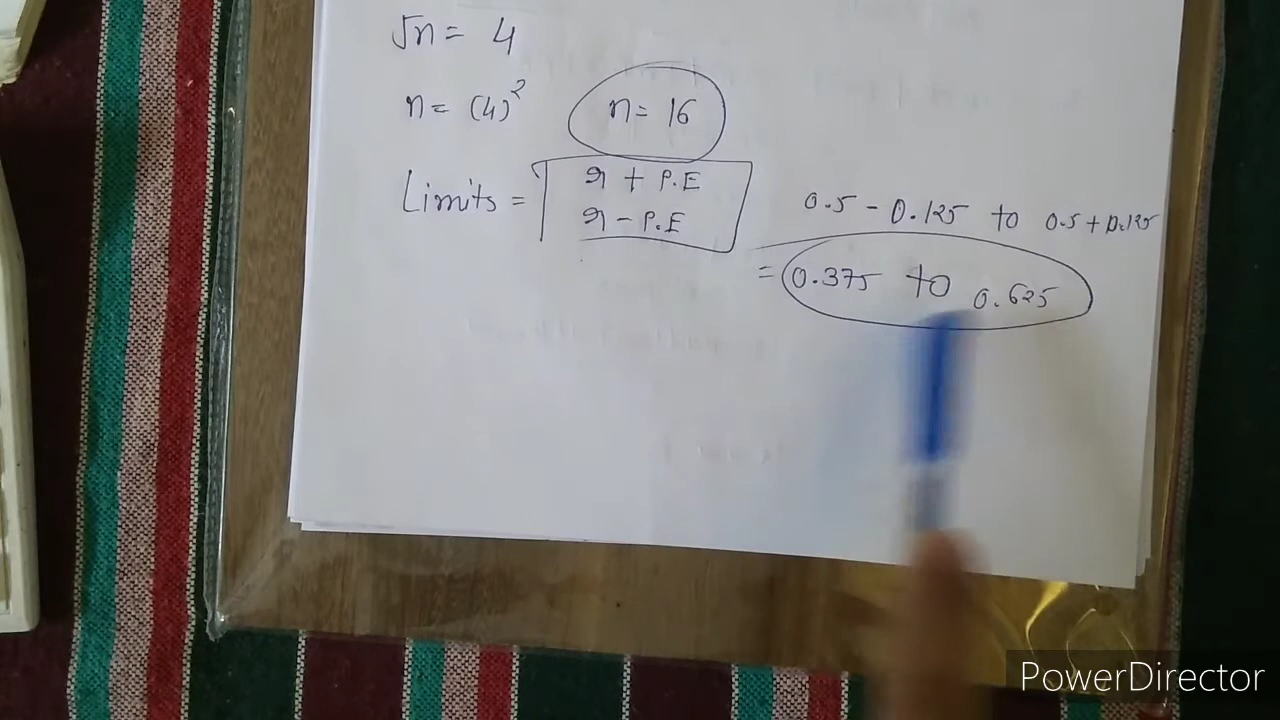 √n = 4
n = (4)² n = 16
Limits = r + P.E
r - P.E
0.5 - 0.125 to 0.5 + 0.125
= 0.375 to 0.625
PowerDirector